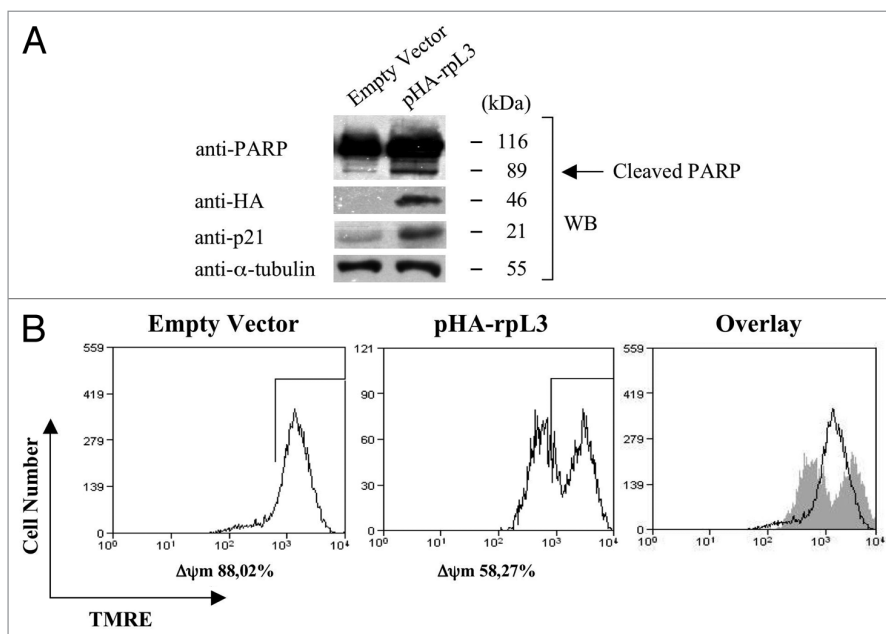 A
Empty Vector
pHA-rpL3
(kDa)
anti-PARP
– 116
– 89
Cleaved PARP
anti-HA
– 46
WB
anti-p21
– 21
anti-α-tubulin
– 55
B
Empty Vector
pHA-rpL3
Overlay
Cell Number
559
419
279
139
0
10⁰ 10¹ 10² 10³ 10⁴
Δψm 88,02%
121
90
60
30
0
10⁰ 10¹ 10² 10³ 10⁴
Δψm 58,27%
559
419
279
139
0
10⁰ 10¹ 10² 10³ 10⁴
TMRE